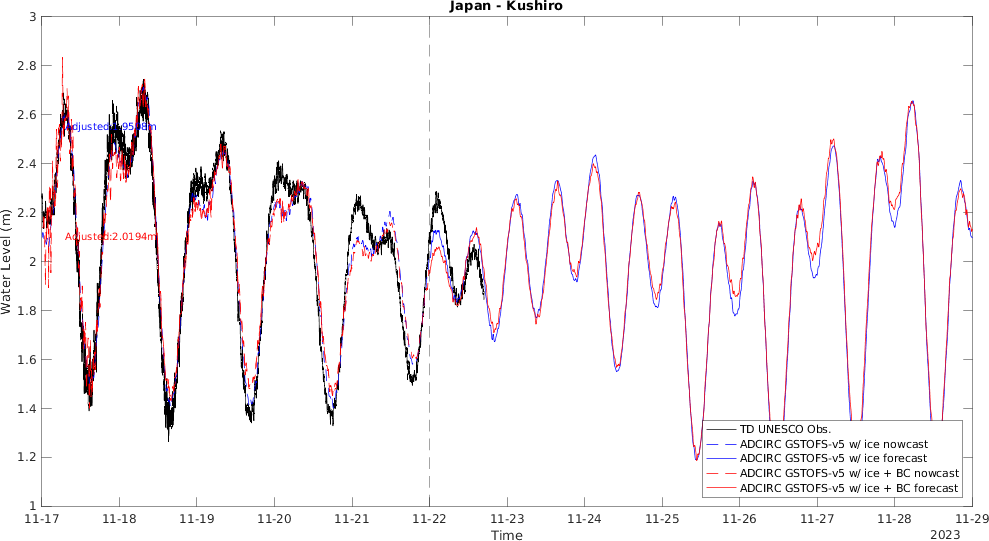 Japan - Kushiro
3
2.8
2.6
2.4
2.2
2
1.8
1.6
1.4
1.2
1
Water Level (m)
Adjusted:2.0194m
TD UNESCO Obs.
ADCIRC GSTOFS-v5 w/ ice nowcast
ADCIRC GSTOFS-v5 w/ ice forecast
ADCIRC GSTOFS-v5 w/ ice + BC nowcast
ADCIRC GSTOFS-v5 w/ ice + BC forecast
11-17 11-18 11-19 11-20 11-21 11-22 11-23 11-24 11-25 11-26 11-27 11-28 11-29
Time
2023